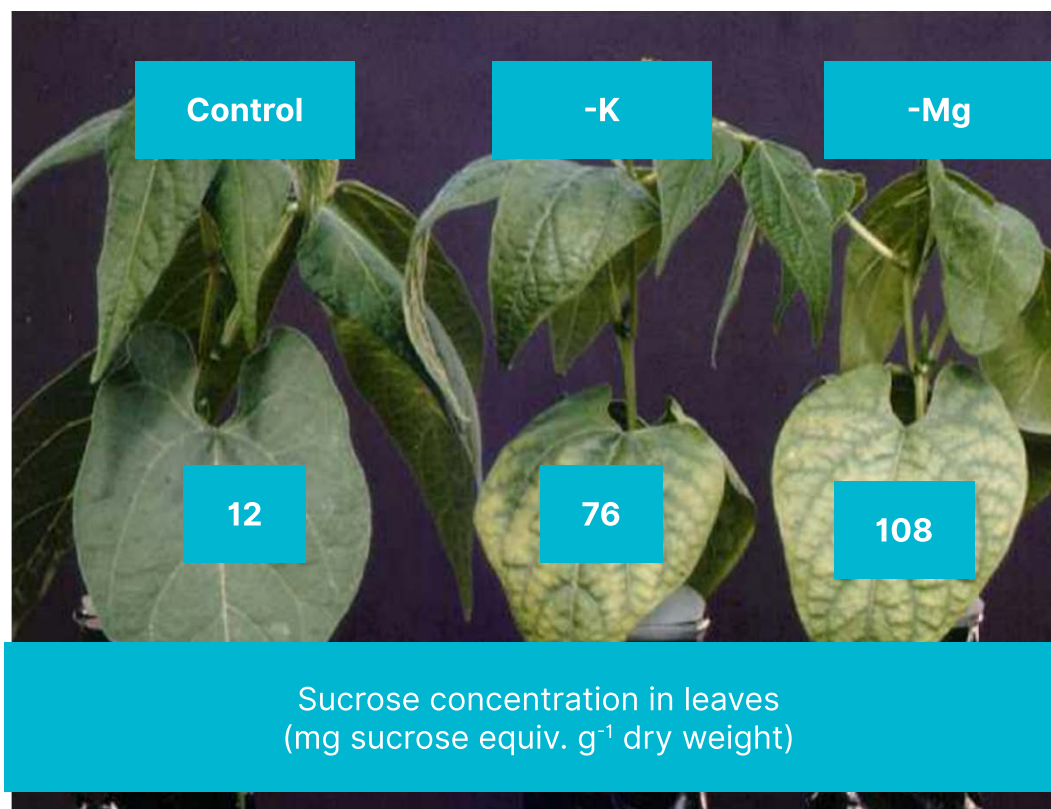 Control
-K
-Mg
12
76
108
Sucrose concentration in leaves
(mg sucrose equiv. g⁻¹ dry weight)